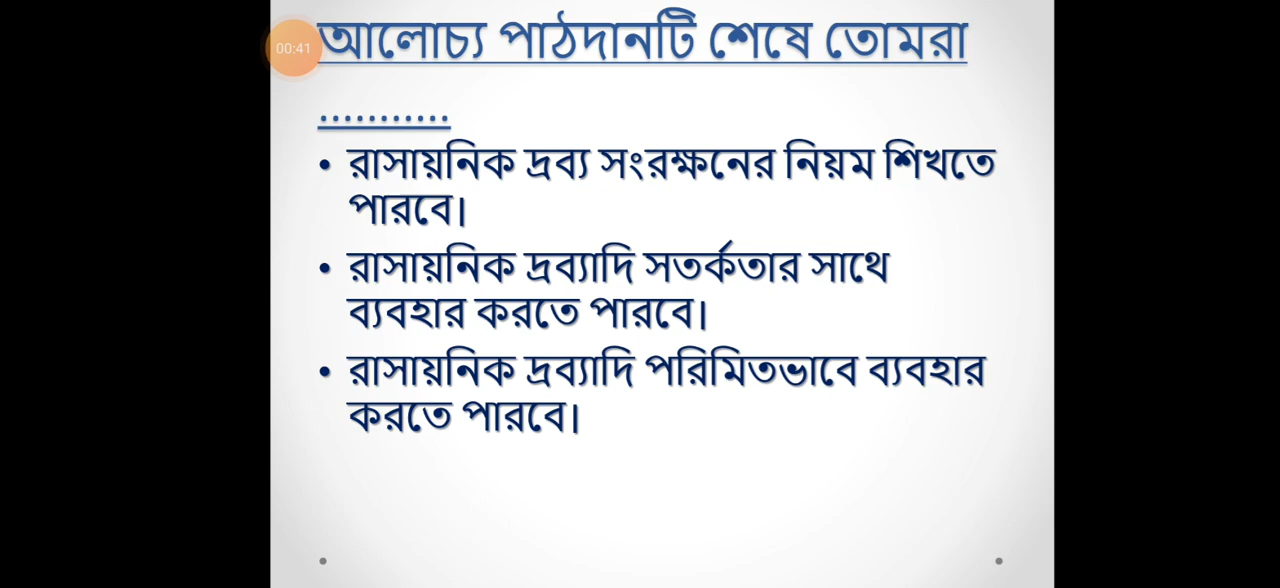 00:41
আলোচ্য পাঠদানটি শেষে তোমরা
...........
• রাসায়নিক দ্রব্য সংরক্ষনের নিয়ম শিখতে
পারবে।
• রাসায়নিক দ্রব্যাদি সতর্কতার সাথে
ব্যবহার করতে পারবে।
• রাসায়নিক দ্রব্যাদি পরিমিতভাবে ব্যবহার
করতে পারবে।